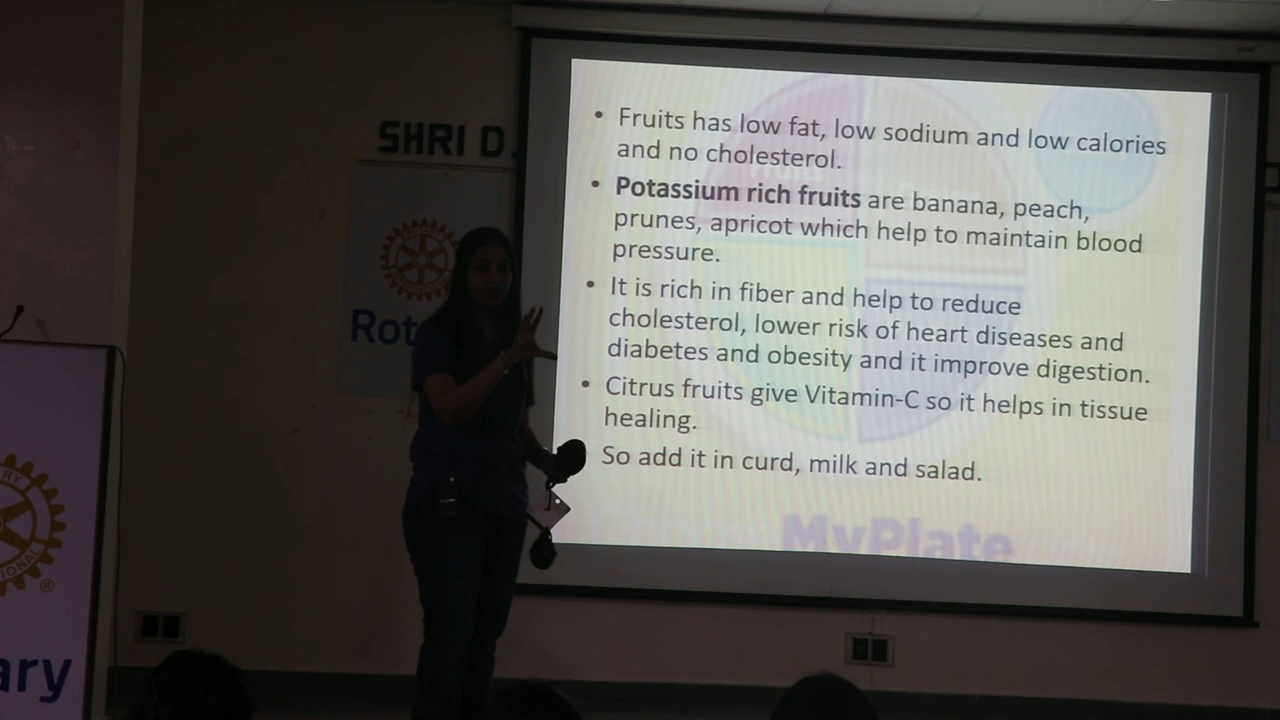 SHRI D.
• Fruits has low fat, low sodium and low calories
and no cholesterol.
• Potassium rich fruits are banana, peach,
prunes, apricot which help to maintain blood
pressure.
• It is rich in fiber and help to reduce
cholesterol, lower risk of heart diseases and
diabetes and obesity and it improve digestion.
• Citrus fruits give Vitamin-C so it helps in tissue
healing.
So add it in curd, milk and salad.
MyPlate
Rot
RY
IONAL
®
ary